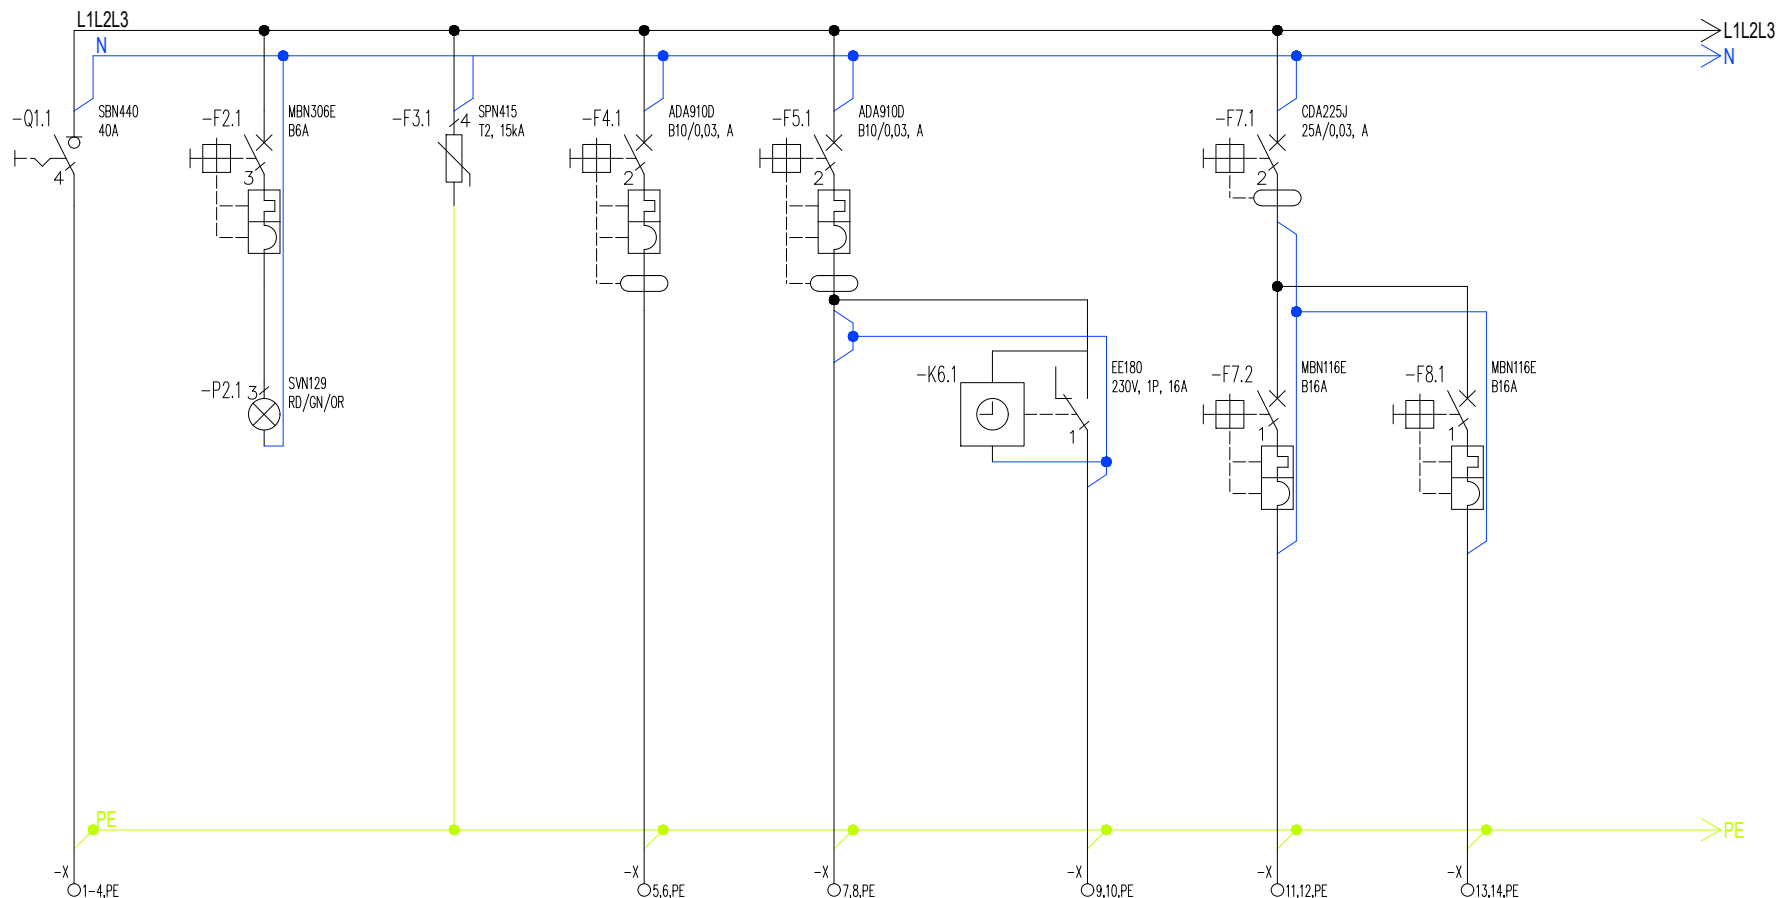 L1L2L3
L1L2L3
N
N
-Q1.1
SBN440
40A
4
-F2.1
MBN306E
B6A
3
-F3.1
SPN415
T2, 15kA
4
-F4.1
ADA910D
B10/0,03, A
2
-F5.1
ADA910D
B10/0,03, A
2
-F7.1
CDA225J
25A/0,03, A
2
-P2.1
3
SVN129
RD/GN/OR
-K6.1
EE180
230V, 1P, 16A
1
-F7.2
MBN116E
B16A
1
-F8.1
MBN116E
B16A
1
PE
PE
-X
1-4,PE
-X
5,6,PE
-X
7,8,PE
-X
9,10,PE
-X
11,12,PE
-X
13,14,PE